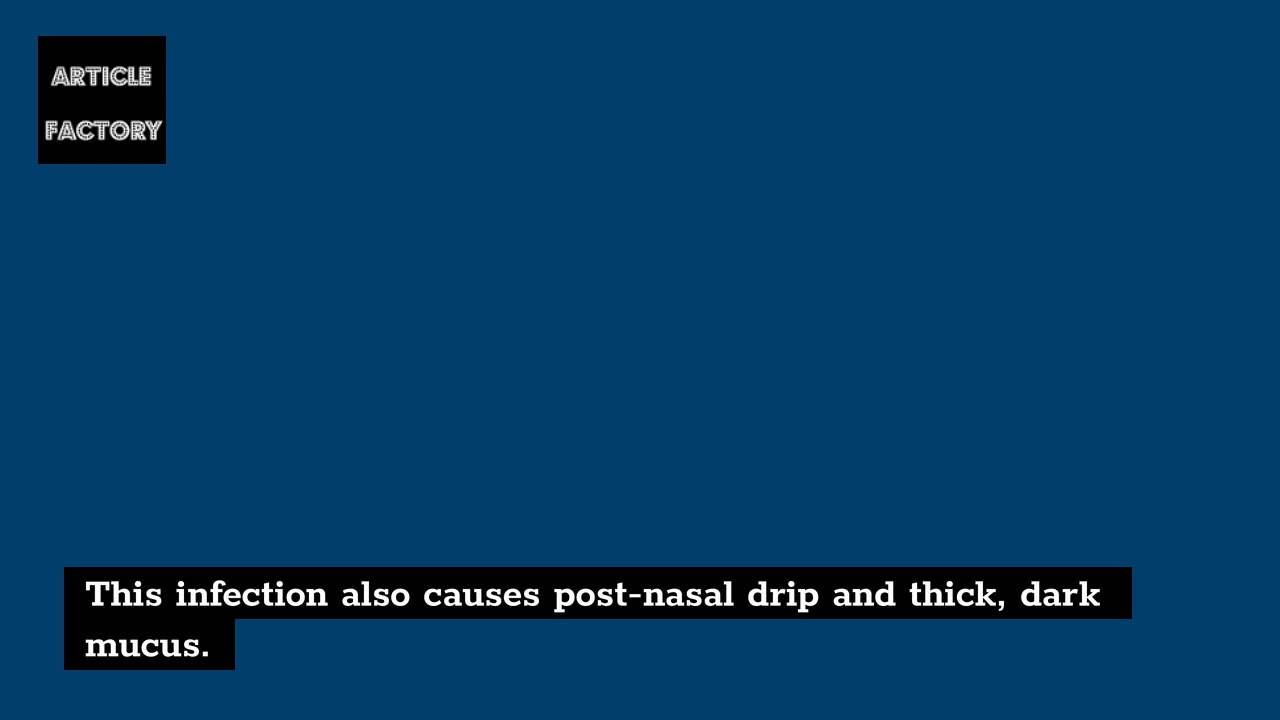 ARTICLE
FACTORY
This infection also causes post-nasal drip and thick, dark
mucus.